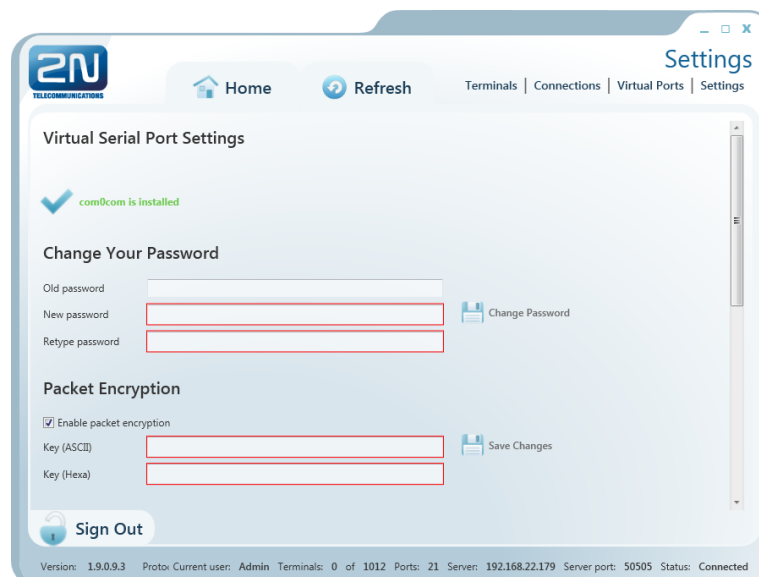 2N
TELECOMMUNICATIONS
Home
Refresh
Settings
Terminals | Connections | Virtual Ports | Settings
Virtual Serial Port Settings
com0com is installed
Change Your Password
Old password
New password
Change Password
Retype password
Packet Encryption
Enable packet encryption
Key (ASCII)
Save Changes
Key (Hexa)
Sign Out
Version: 1.9.0.9.3 Protoc Current user: Admin Terminals: 0 of 1012 Ports: 21 Server: 192.168.22.179 Server port: 50505 Status: Connected